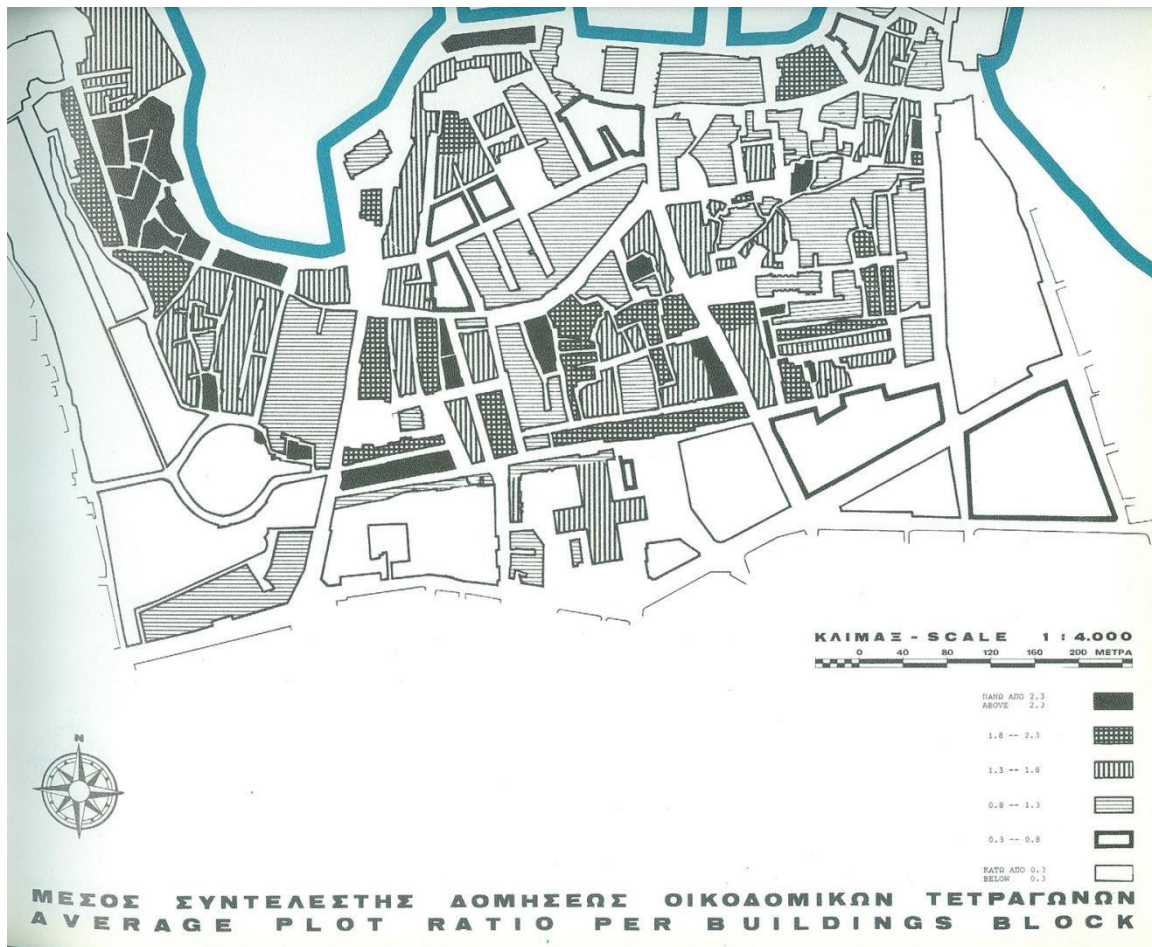 ΚΛΙΜΑΞ - SCALE 1 : 4.000
0 40 80 120 160 200 ΜΕΤΡΑ
ΠΑΝΩ ΑΠΟ 2.3
ABOVE 2.3
1.8 -- 2.3
1.3 -- 1.8
0.8 -- 1.3
0.3 -- 0.8
ΚΑΤΩ ΑΠΟ 0.3
BELOW 0.3
N
ΜΕΣΟΣ ΣΥΝΤΕΛΕΣΤΗΣ ΔΟΜΗΣΕΩΣ ΟΙΚΟΔΟΜΙΚΩΝ ΤΕΤΡΑΓΩΝΩΝ
AVERAGE PLOT RATIO PER BUILDINGS BLOCK